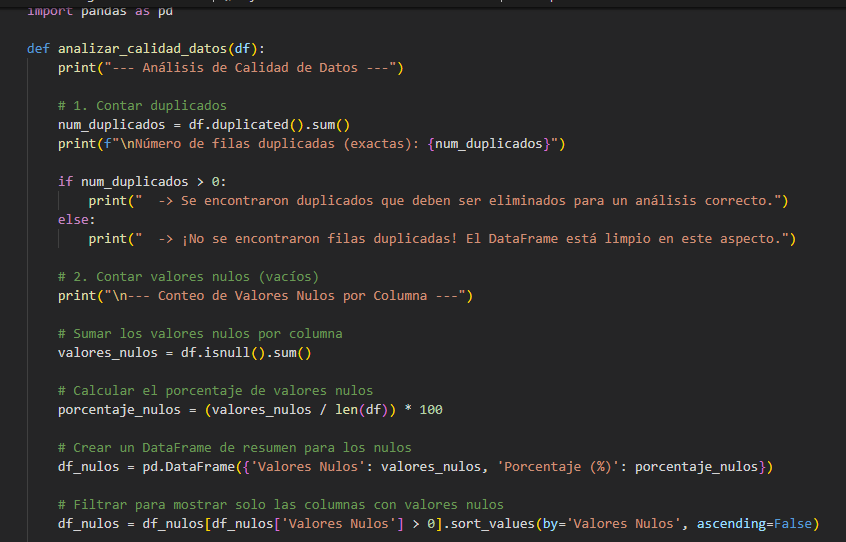 import pandas as pd
def analizar_calidad_datos(df):
print("--- Análisis de Calidad de Datos ---")
# 1. Contar duplicados
num_duplicados = df.duplicated().sum()
print(f"\nNúmero de filas duplicadas (exactas): {num_duplicados}")
if num_duplicados > 0:
print("  -> Se encontraron duplicados que deben ser eliminados para un análisis correcto.")
else:
print("  -> ¡No se encontraron filas duplicadas! El DataFrame está limpio en este aspecto.")
# 2. Contar valores nulos (vacíos)
print("\n--- Conteo de Valores Nulos por Columna ---")
# Sumar los valores nulos por columna
valores_nulos = df.isnull().sum()
# Calcular el porcentaje de valores nulos
porcentaje_nulos = (valores_nulos / len(df)) * 100
# Crear un DataFrame de resumen para los nulos
df_nulos = pd.DataFrame({'Valores Nulos': valores_nulos, 'Porcentaje (%)': porcentaje_nulos})
# Filtrar para mostrar solo las columnas con valores nulos
df_nulos = df_nulos[df_nulos['Valores Nulos'] > 0].sort_values(by='Valores Nulos', ascending=False)